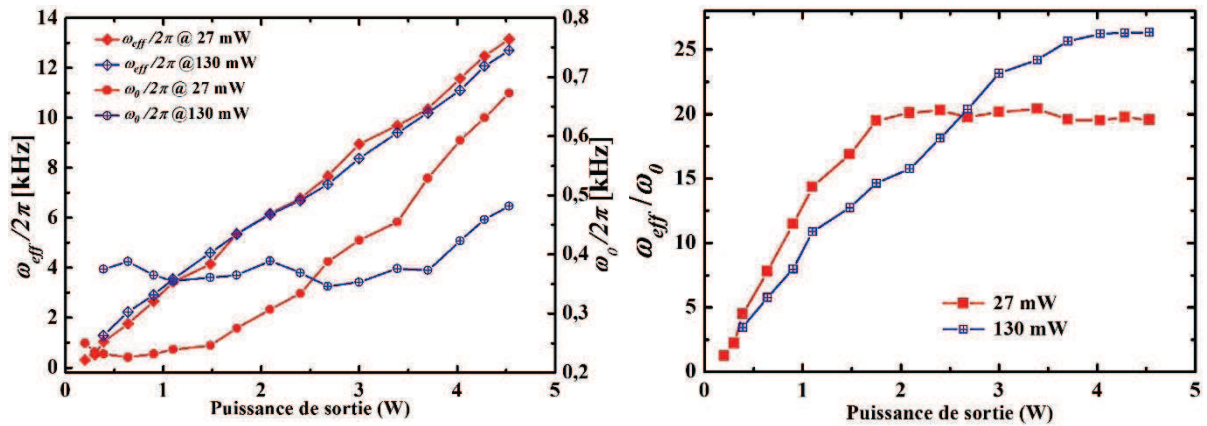 14
12
10
8
6
4
2
0
ω_eff/2π [kHz]
ω_eff/2π @ 27 mW
ω_eff/2π @130 mW
ω_0/2π @ 27 mW
ω_0/2π @130 mW
0,8
0,7
0,6
0,5
0,4
0,3
0,2
ω_0/2π [kHz]
0 1 2 3 4 5
Puissance de sortie (W)
25
20
15
10
5
0
ω_eff/ω_0
27 mW
130 mW
0 1 2 3 4 5
Puissance de sortie (W)